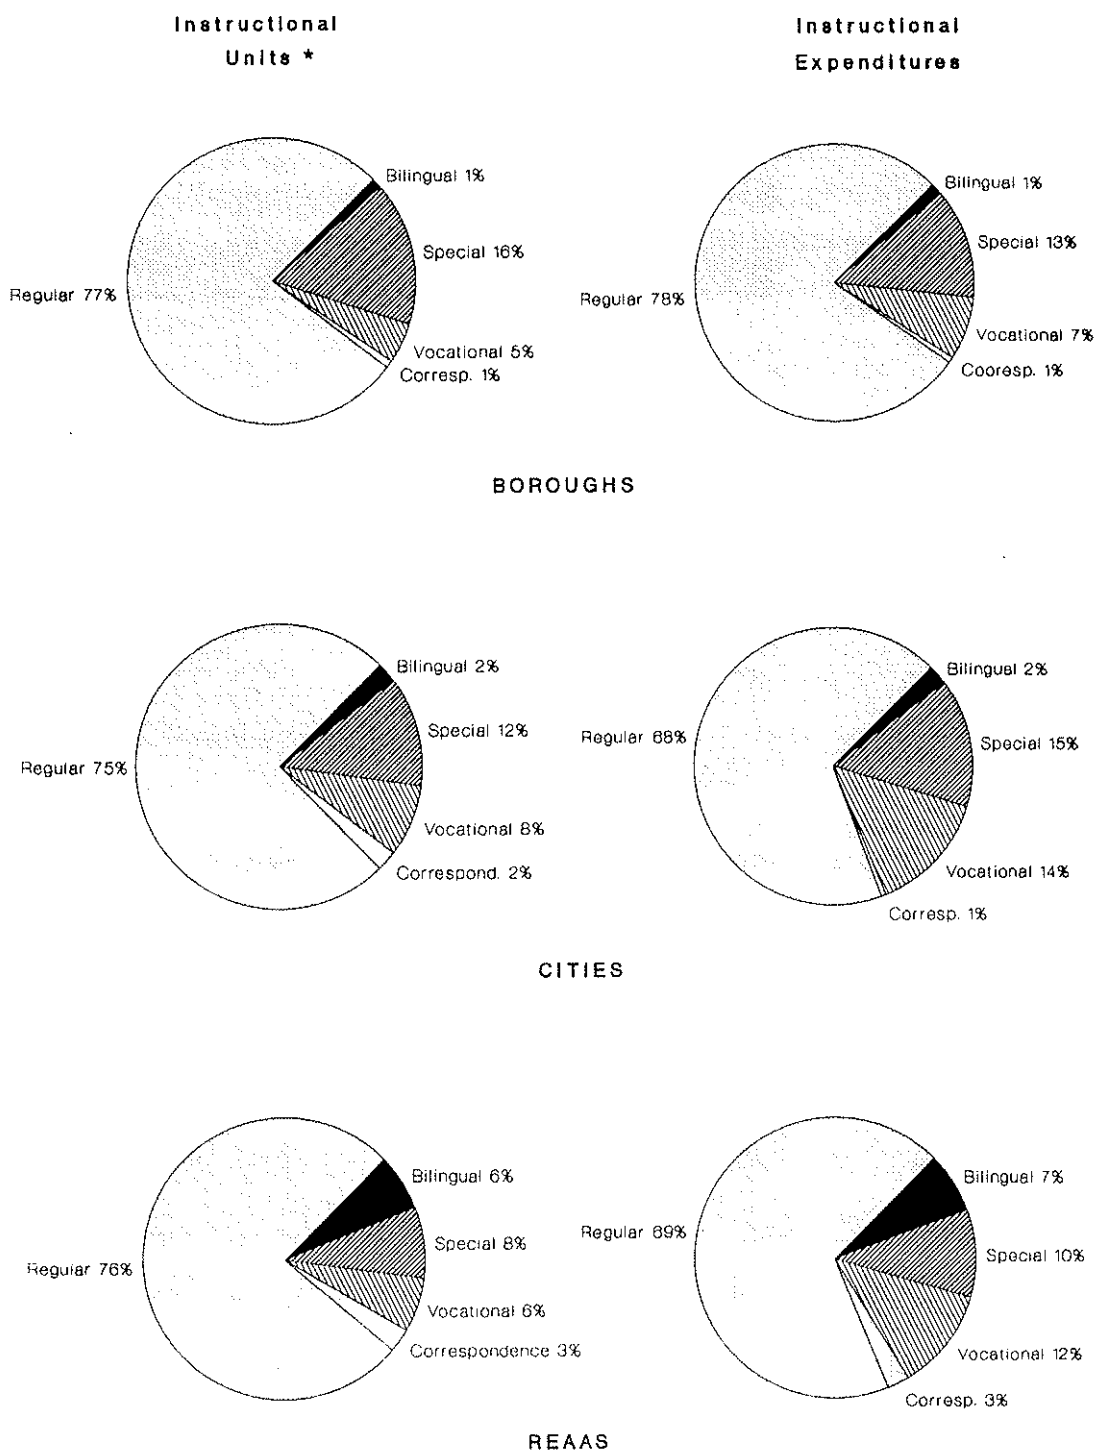 Instructional
Units *
Instructional
Expenditures
Bilingual 1%
Special 16%
Regular 77%
Vocational 5%
Corresp. 1%
Bilingual 1%
Special 13%
Regular 78%
Vocational 7%
Cooresp. 1%
BOROUGHS
Bilingual 2%
Special 12%
Regular 75%
Vocational 8%
Correspond. 2%
Bilingual 2%
Regular 68%
Special 15%
Vocational 14%
Corresp. 1%
CITIES
Bilingual 6%
Special 8%
Regular 76%
Vocational 6%
Correspondence 3%
Bilingual 7%
Regular 69%
Special 10%
Vocational 12%
Corresp. 3%
REAAS